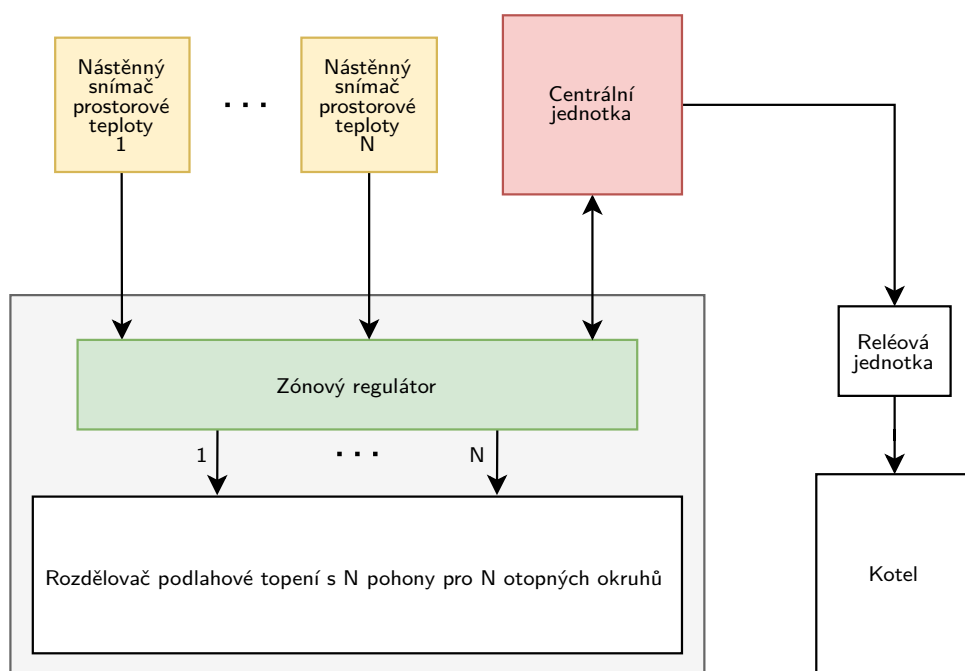 Nástěnný
snímač
prostorové
teploty
1
. . .
Nástěnný
snímač
prostorové
teploty
N
Centrální
jednotka
Reléová
jednotka
Zónový regulátor
1
. . .
N
Rozdělovač podlahové topení s N pohony pro N otopných okruhů
Kotel